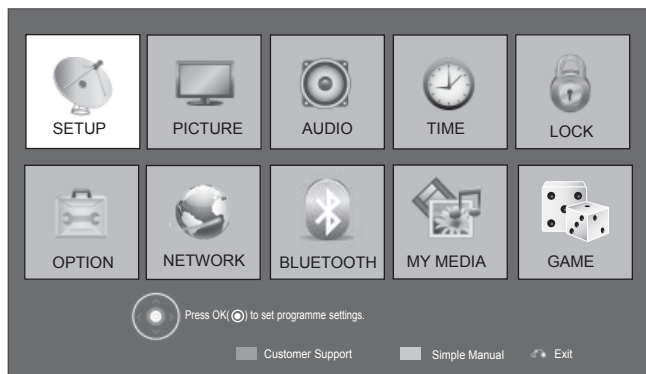 SETUP PICTURE AUDIO TIME LOCK
OPTION NETWORK BLUETOOTH MY MEDIA GAME
Press OK( ) to set programme settings.
Customer Support Simple Manual Exit